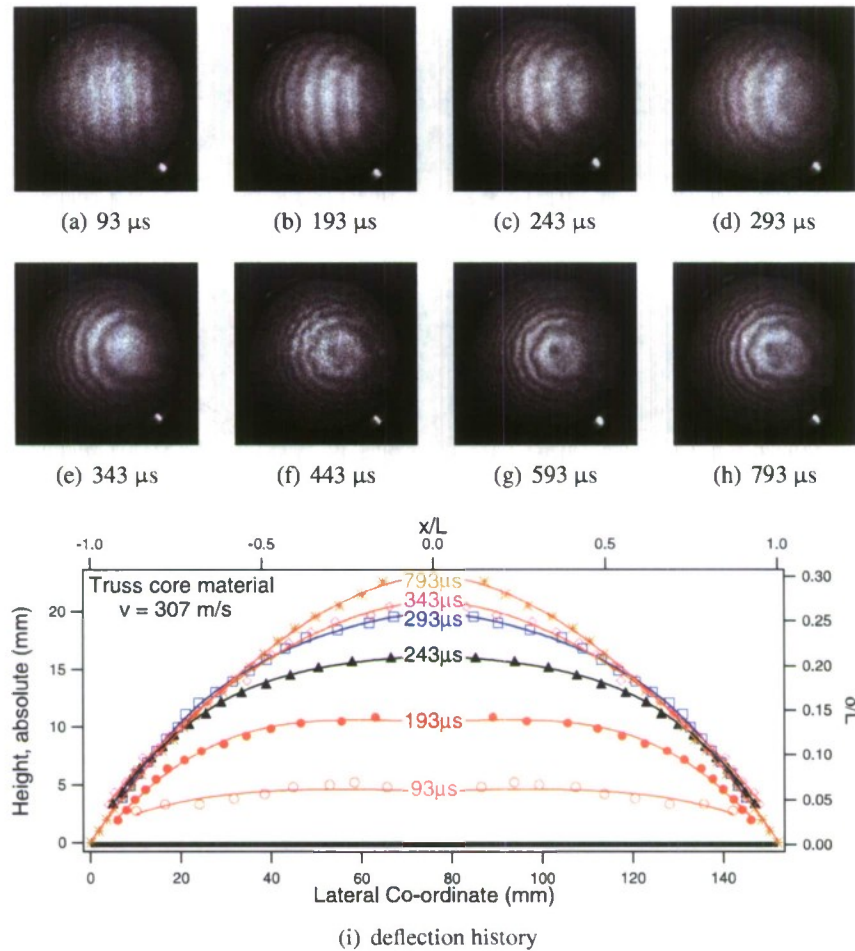 (a) 93 μs
(b) 193 μs
(c) 243 μs
(d) 293 μs
(e) 343 μs
(f) 443 μs
(g) 593 μs
(h) 793 μs
x/L
-1.0 -0.5 0.0 0.5 1.0
Truss core material
v = 307 m/s
793μs
343μs
293μs
243μs
193μs
93μs
Height, absolute (mm)
20
15
10
5
0
0.30
0.25
0.20
0.15
0.10
0.05
0.00
σ/L
0 20 40 60 80 100 120 140
Lateral Co-ordinate (mm)
(i) deflection history